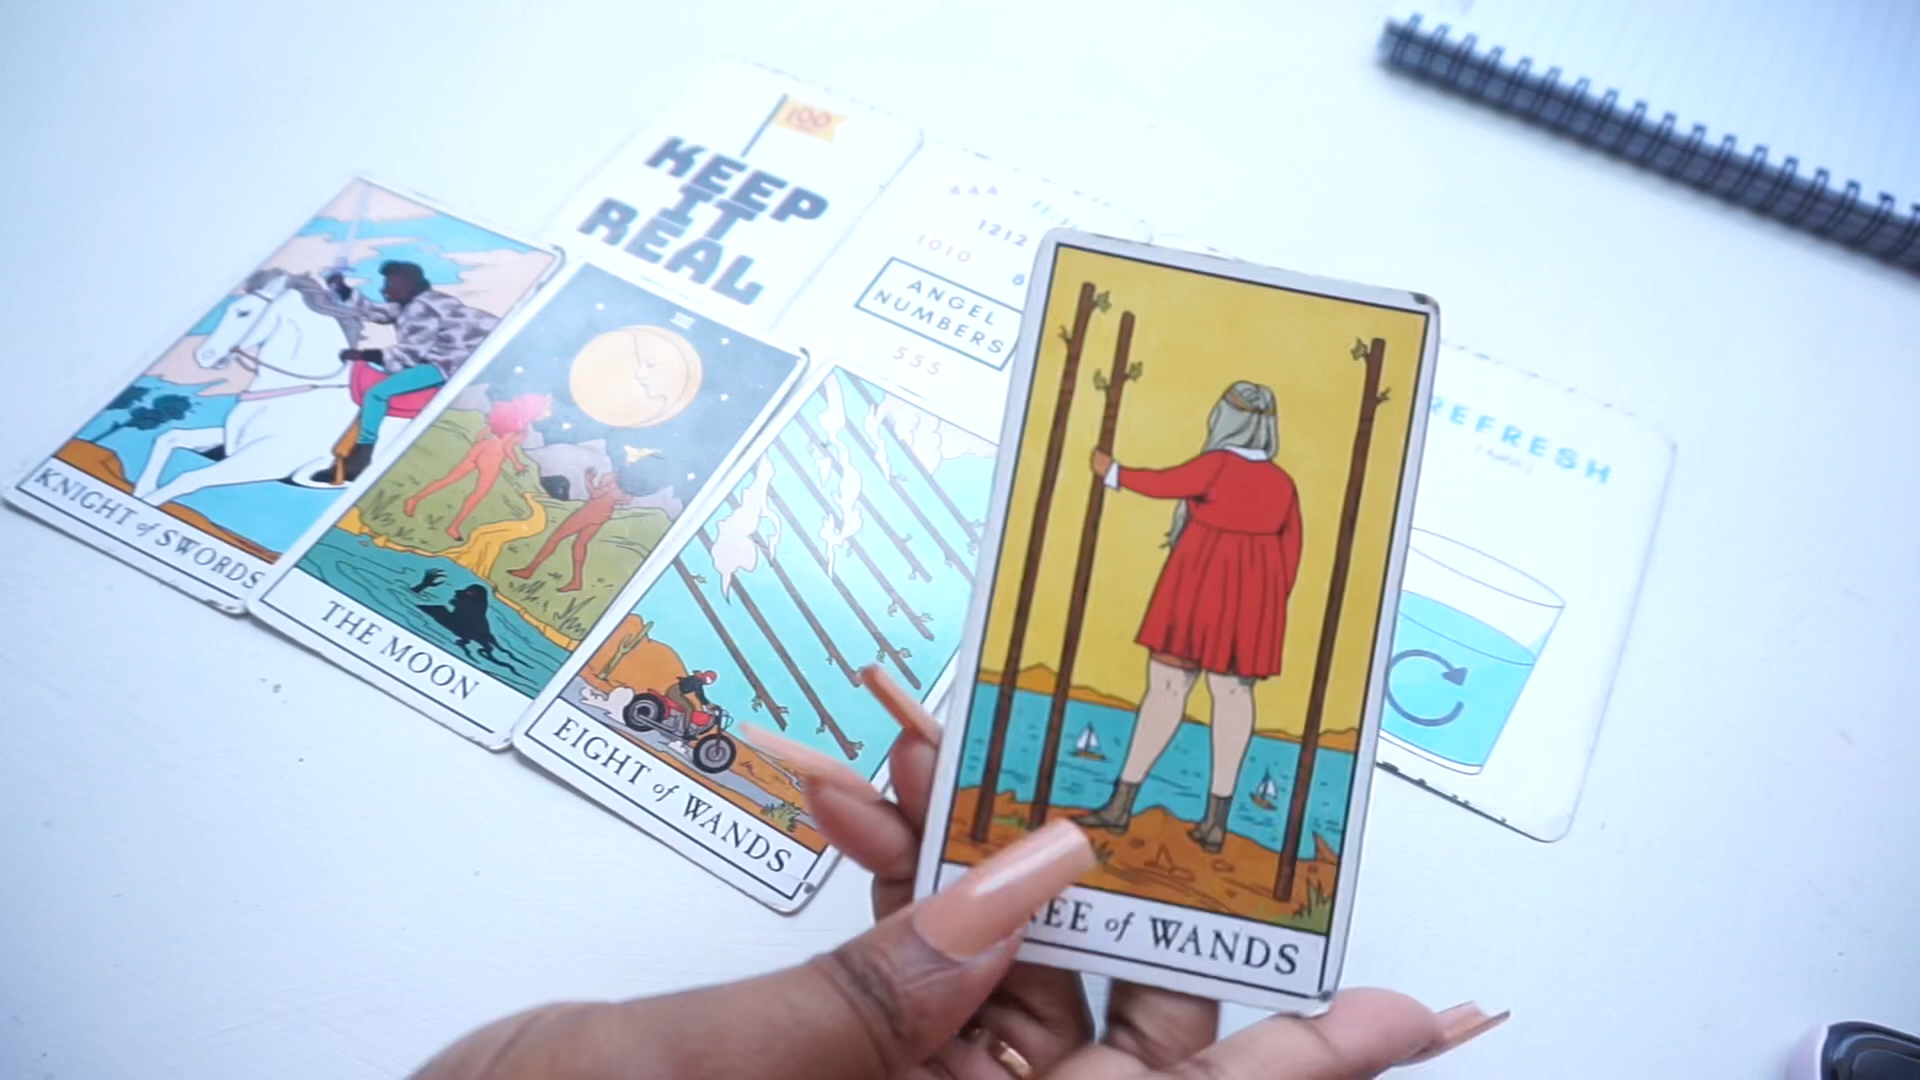 100
KEEP
IT
REAL
1212
1010
ANGEL
NUMBERS
555
REFRESH
KNIGHT of SWORDS
THE MOON
EIGHT of WANDS
EE of WANDS